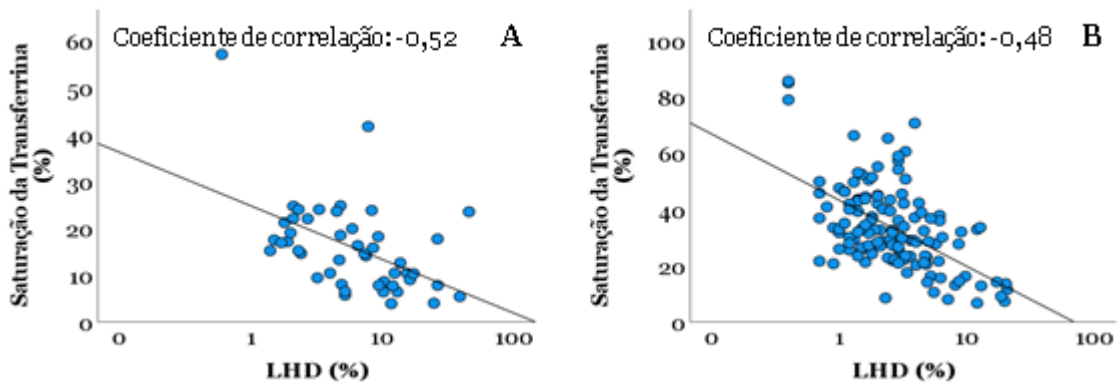 Coeficiente de correlação: -0,52 A
Saturação da Transferrina
(%)
60
50
40
30
20
10
0
0 1 10 100
LHD (%)
Coeficiente de correlação: -0,48 B
Saturação da Transferrina
(%)
100
80
60
40
20
0
0 1 10 100
LHD (%)